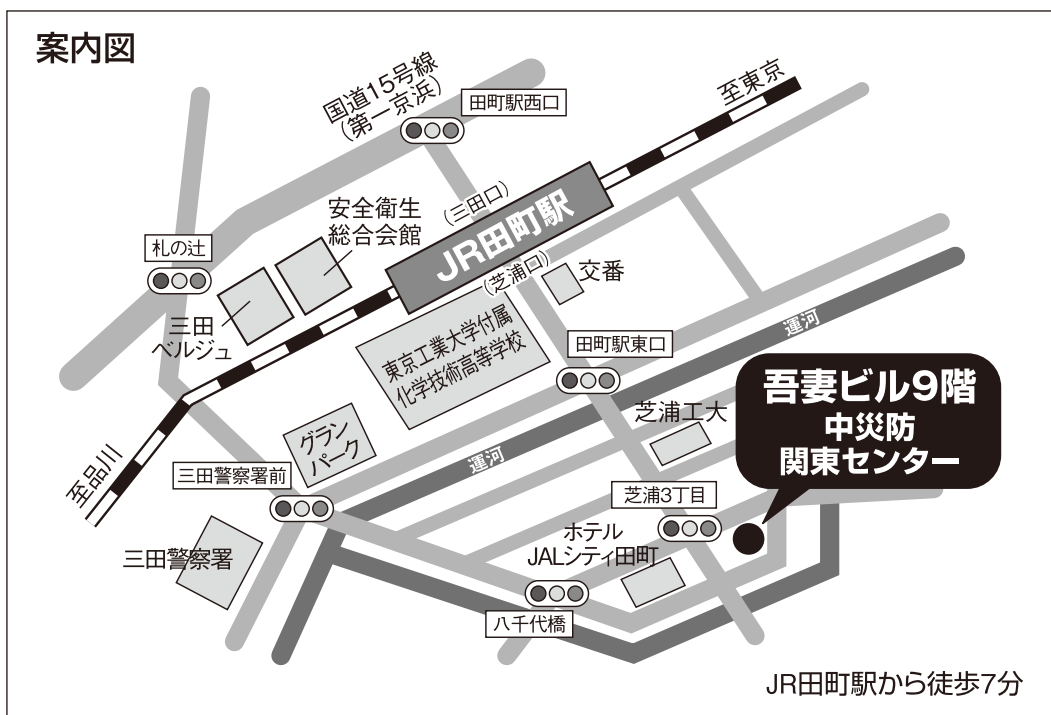 案内図
国道15号線
(第一京浜)
田町駅西口
至東京
安全衛生
総合会館
(三田口)
JR田町駅
(芝浦口)
札の辻
交番
三田
ベルジュ
東京工業大学付属
化学技術高等学校
田町駅東口
運河
吾妻ビル9階
中災防
関東センター
芝浦工大
グラン
パーク
運河
至品川
三田警察署前
芝浦3丁目
ホテル
JALシティ田町
三田警察署
八千代橋
JR田町駅から徒歩7分